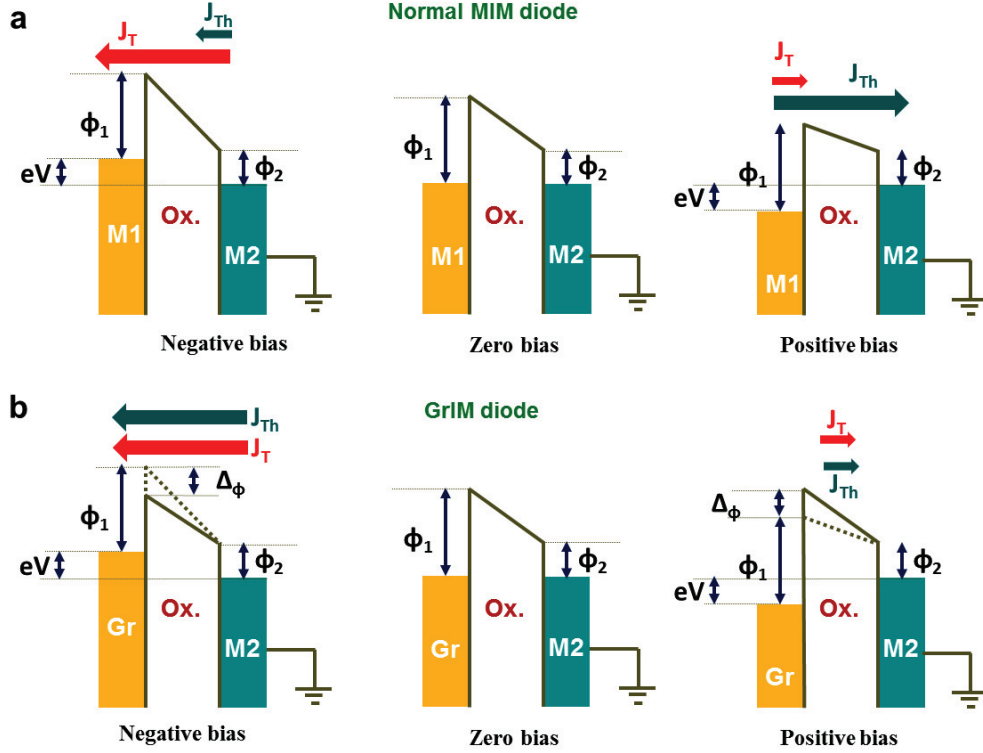 a
Normal MIM diode
J_T
J_Th
ϕ₁
eV
ϕ₂
M1
Ox.
M2
Negative bias
ϕ₁
ϕ₂
M1
Ox.
M2
Zero bias
J_T
J_Th
ϕ₁
eV
ϕ₂
M1
Ox.
M2
Positive bias
b
GrIM diode
J_Th
J_T
Δ_ϕ
ϕ₁
eV
ϕ₂
Gr
Ox.
M2
Negative bias
ϕ₁
ϕ₂
Gr
Ox.
M2
Zero bias
J_T
J_Th
Δ_ϕ
ϕ₁
eV
ϕ₂
Gr
Ox.
M2
Positive bias